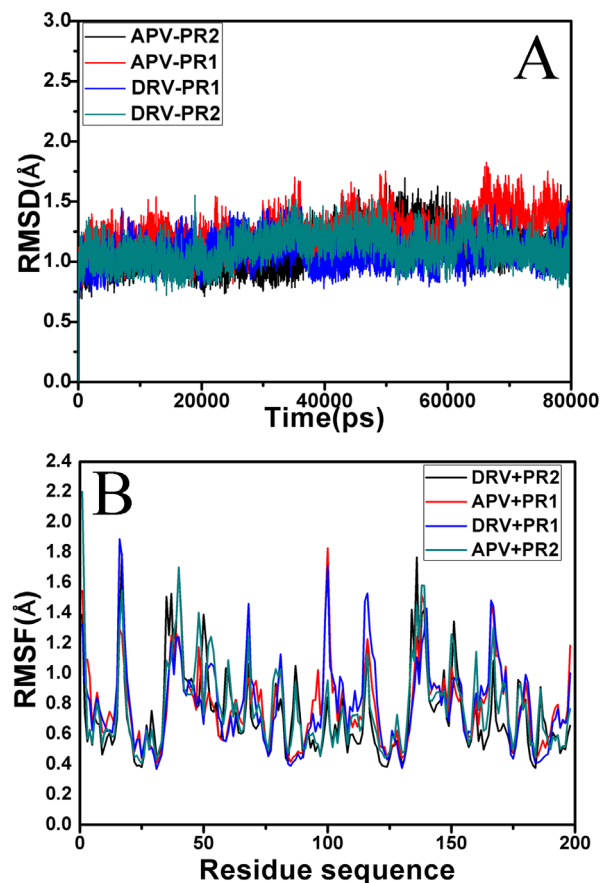 APV-PR2
APV-PR1
DRV-PR1
DRV-PR2
A
3.0
2.5
2.0
1.5
1.0
0.5
0.0
RMSD(Å)
0 20000 40000 60000 80000
Time(ps)
B
DRV+PR2
APV+PR1
DRV+PR1
APV+PR2
2.4
2.2
2.0
1.8
1.6
1.4
1.2
1.0
0.8
0.6
0.4
0.2
0.0
RMSF(Å)
0 50 100 150 200
Residue sequence